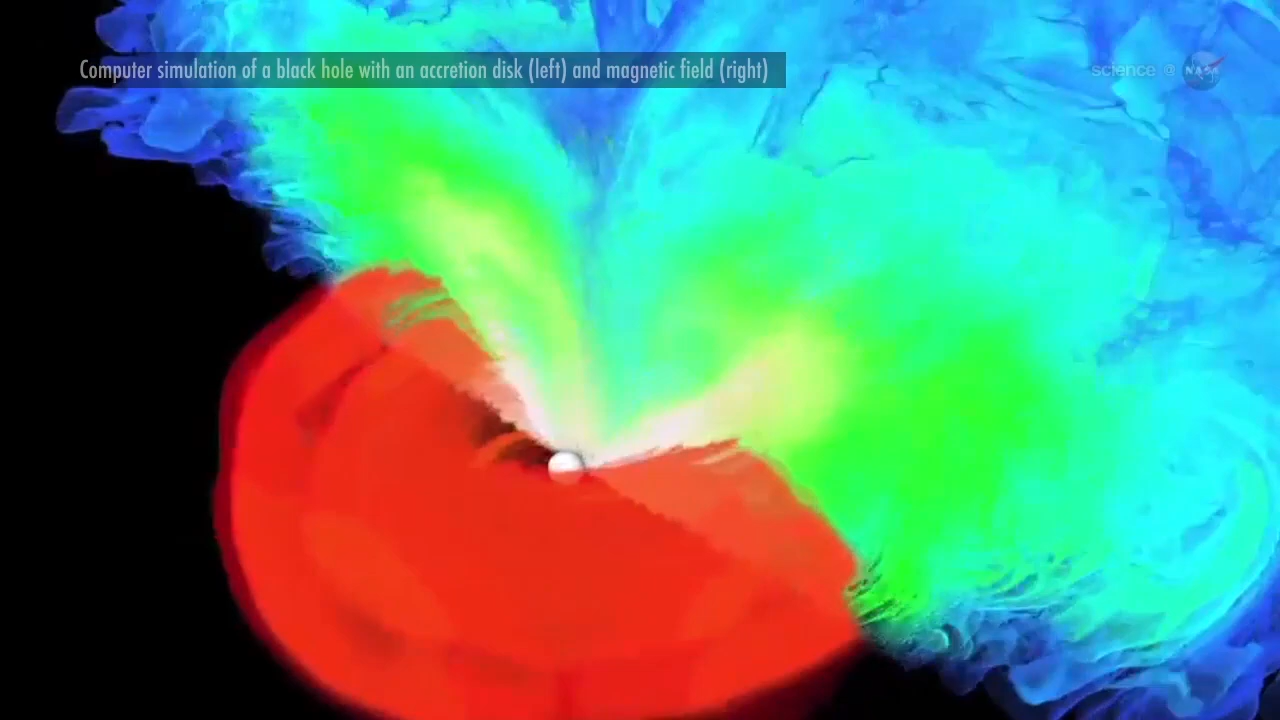 Computer simulation of a black hole with an accretion disk (left) and magnetic field (right)
science @ NASA